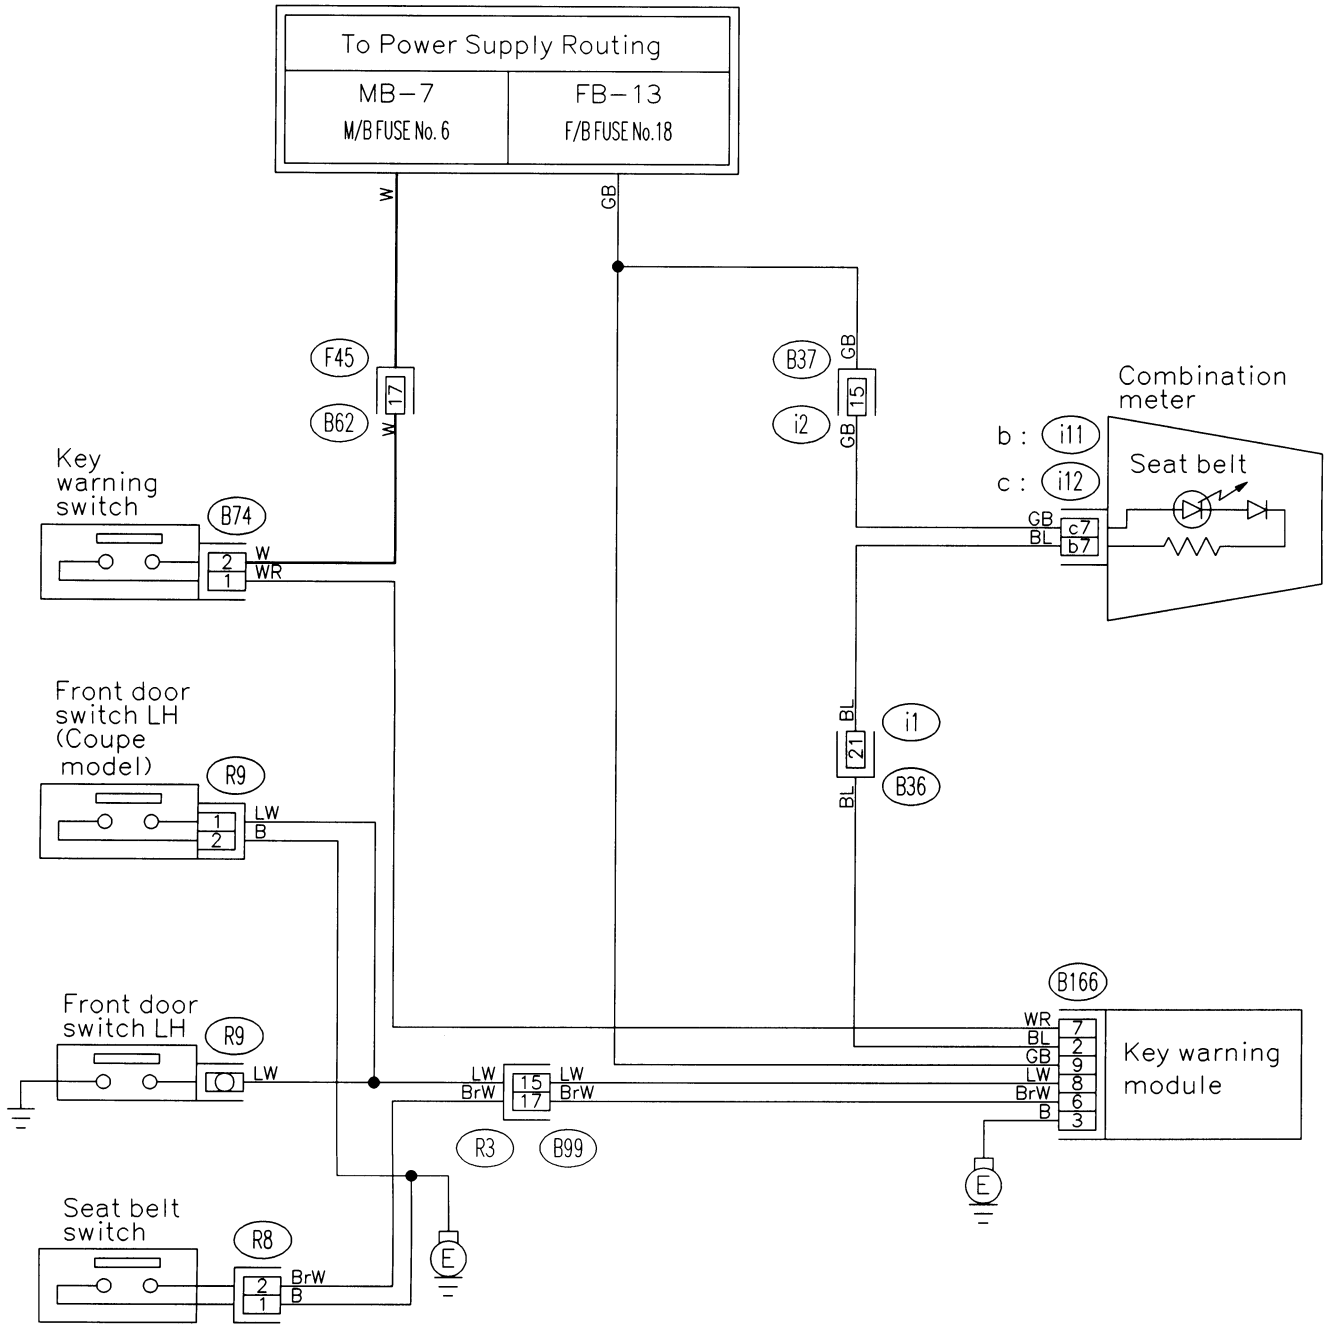 To Power Supply Routing
MB-7
M/B FUSE No. 6
FB-13
F/B FUSE No.18
W
GB
F45
17
B62
W
GB
B37
15
i2
GB
Combination
meter
b : i11
c : i12
Seat belt
GB
c7
BL
b7
Key
warning
switch
B74
2
W
1
WR
BL
i1
21
B36
BL
Front door
switch LH
(Coupe
model)
R9
1
LW
2
B
B166
WR
7
BL
2
GB
9
LW
8
BrW
6
B
3
Key warning
module
Front door
switch LH
R9
LW
LW
15
LW
BrW
17
BrW
R3
B99
E
E
Seat belt
switch
R8
2
BrW
1
B